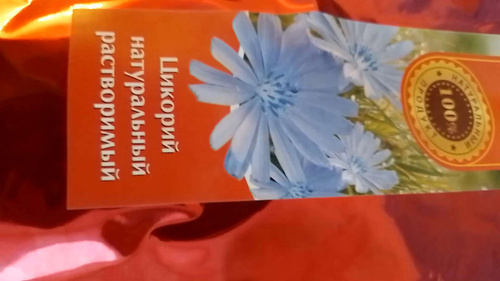 Цикорий
натуральный
растворимый
100%